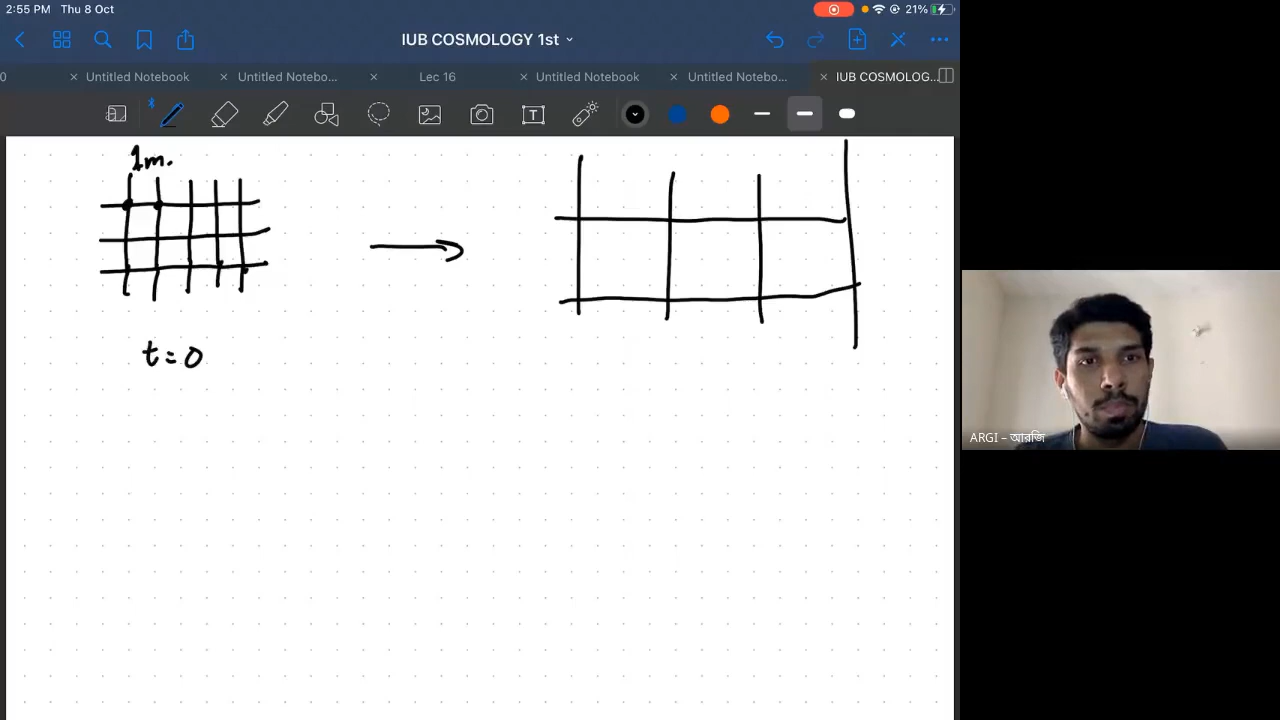 2:55 PM Thu 8 Oct
21%
IUB COSMOLOGY 1st
0
Untitled Notebook
Untitled Notebo...
Lec 16
Untitled Notebook
Untitled Notebo...
IUB COSMOLOG...
T
1m.
t = 0
ARGI – আরজি